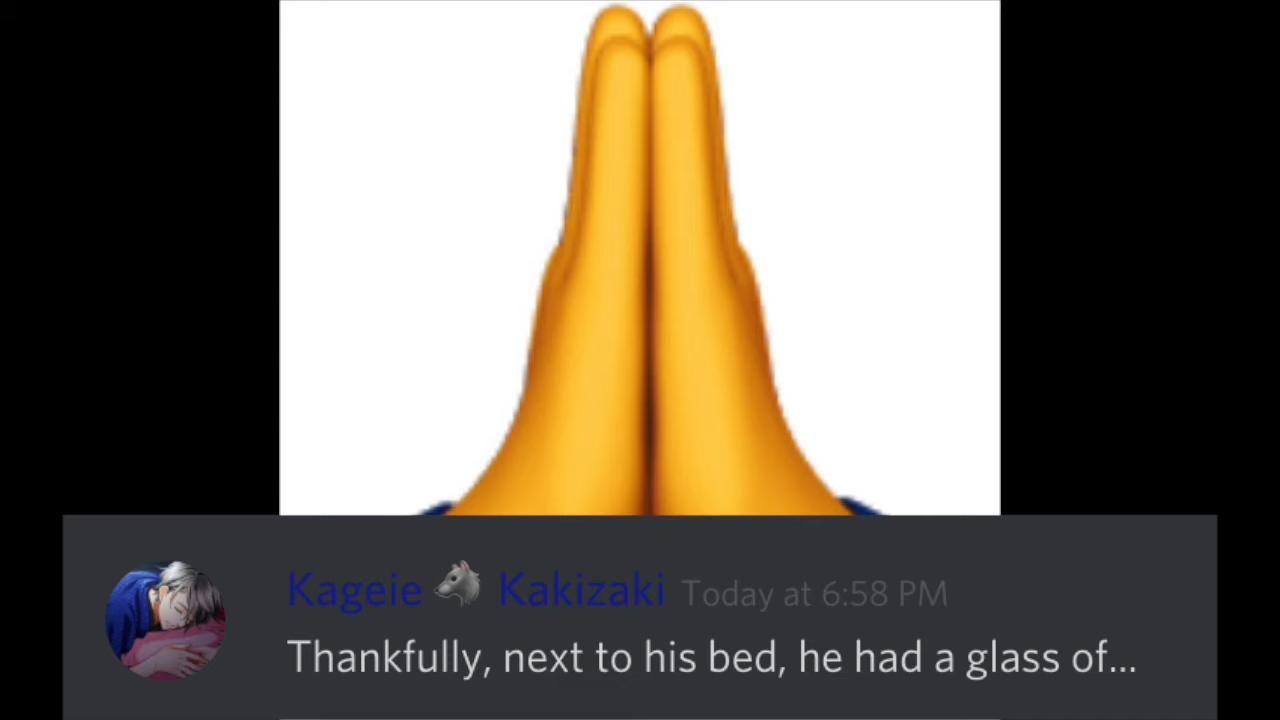 Kageie 🐺 Kakizaki Today at 6:58 PM
Thankfully, next to his bed, he had a glass of...